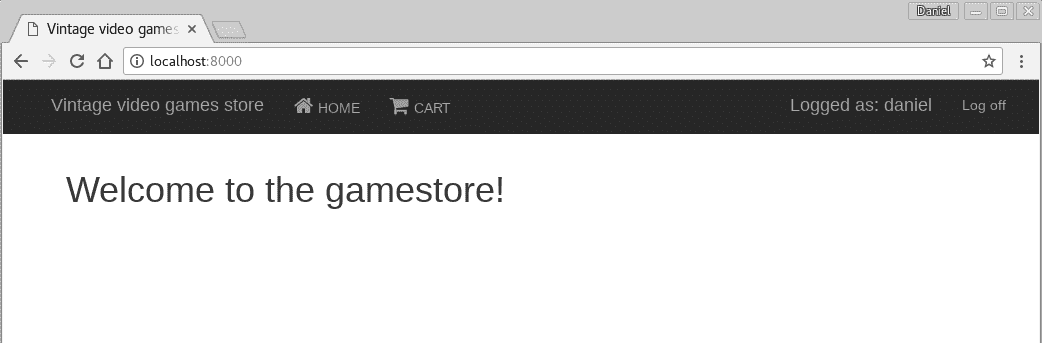 Daniel
Vintage video games
localhost:8000
Vintage video games store HOME CART Logged as: daniel Log off
Welcome to the gamestore!